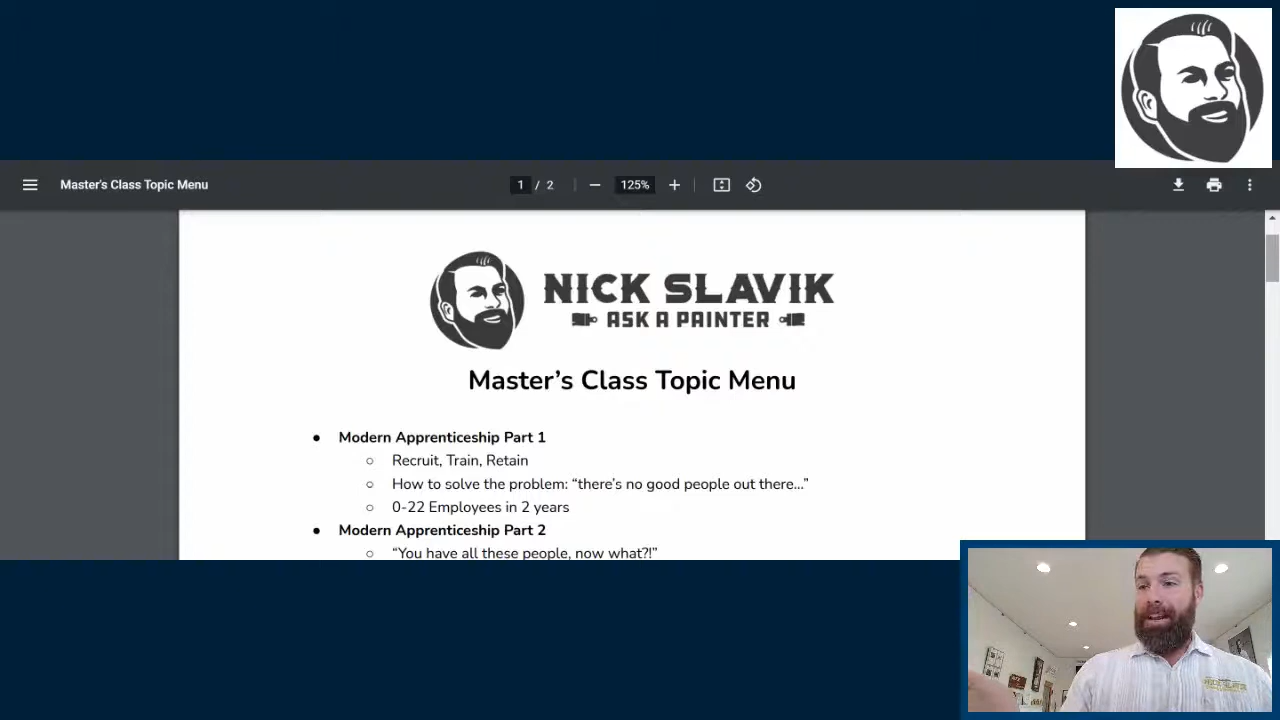 Master's Class Topic Menu
1 / 2
125%
NICK SLAVIK
ASK A PAINTER
Master's Class Topic Menu
● Modern Apprenticeship Part 1
○ Recruit, Train, Retain
○ How to solve the problem: “there's no good people out there...”
○ 0-22 Employees in 2 years
● Modern Apprenticeship Part 2
○ “You have all these people, now what?!”
NICK SLAVIK